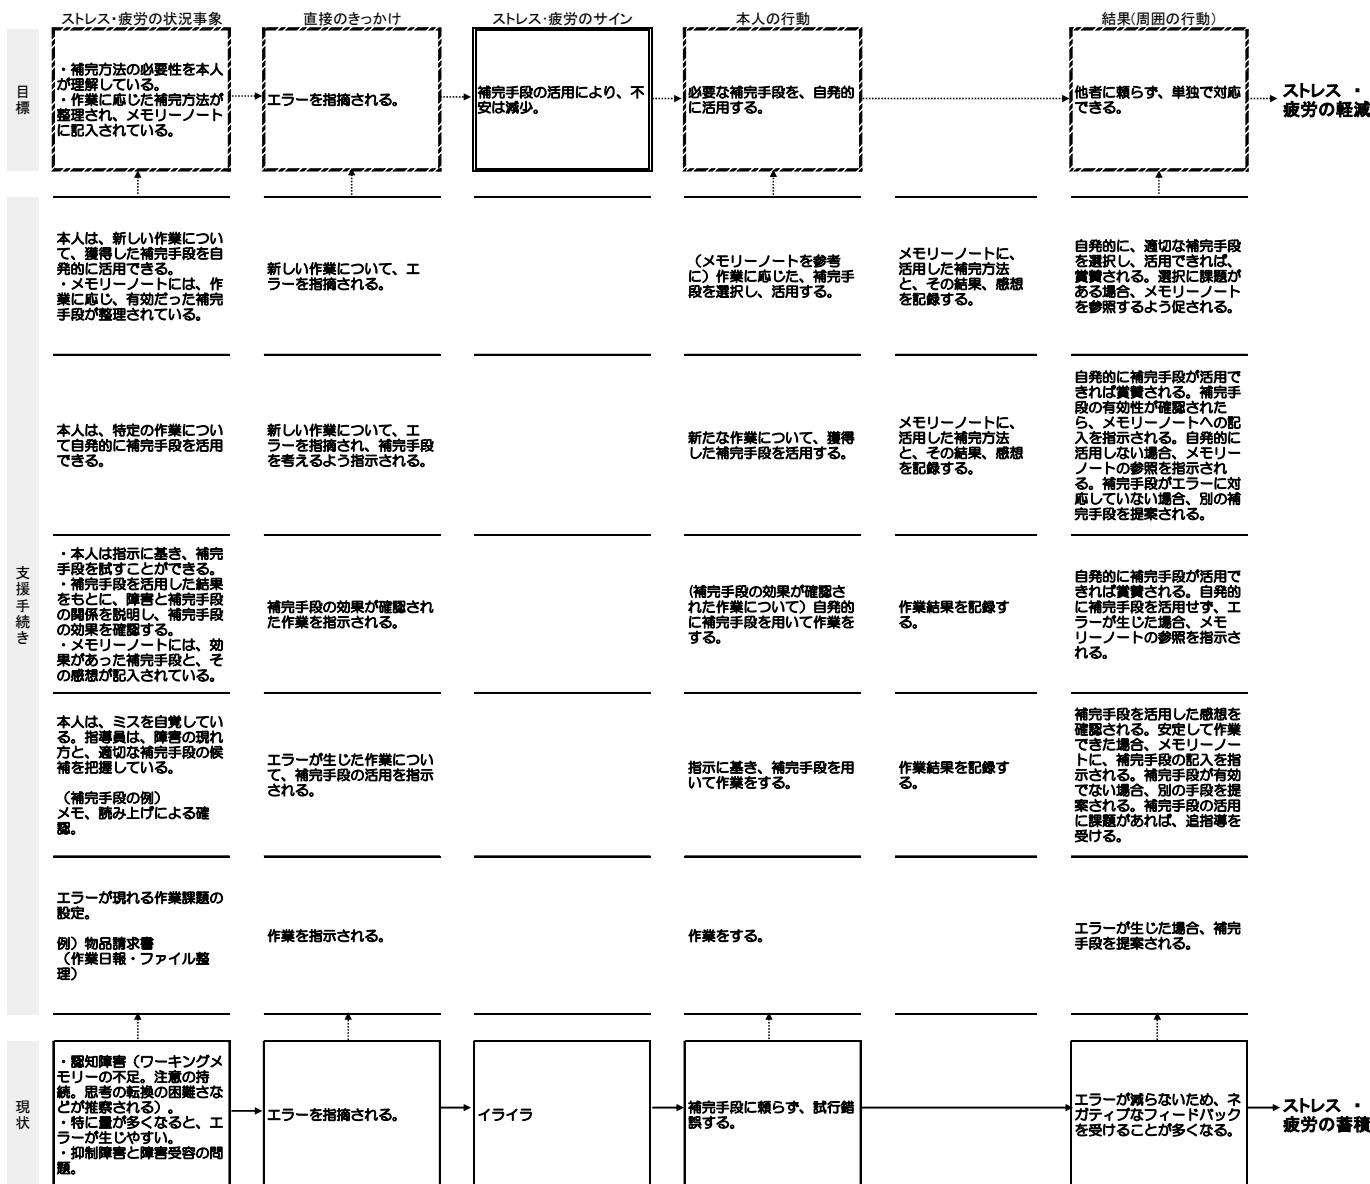 ストレス・疲労の状況事象
直接のきっかけ
ストレス・疲労のサイン
本人の行動
結果(周囲の行動)
目標
・補完方法の必要性を本人
が理解している。
・作業に応じた補完方法が
整理され、メモリーノート
に記入されている。
エラーを指摘される。
補完手段の活用により、不
安は減少。
必要な補完手段を、自発的
に活用する。
他者に頼らず、単独で対応
できる。
ストレス ・
疲労の軽減
支援手続き
本人は、新しい作業につい
て、獲得した補完手段を自
発的に活用できる。
・メモリーノートには、作
業に応じ、有効だった補完
手段が整理されている。
新しい作業について、エ
ラーを指摘される。
（メモリーノートを参考
に）作業に応じた、補完手
段を選択し、活用する。
メモリーノートに、
活用した補完方法
と、その結果、感想
を記録する。
自発的に、適切な補完手段
を選択し、活用できれば、
賞賛される。選択に課題が
ある場合、メモリーノート
を参照するよう促される。
本人は、特定の作業につい
て自発的に補完手段を活用
できる。
新しい作業について、エ
ラーを指摘され、補完手段
を考えるよう指示される。
新たな作業について、獲得
した補完手段を活用する。
メモリーノートに、
活用した補完方法
と、その結果、感想
を記録する。
自発的に補完手段が活用で
きれば賞賛される。補完手
段の有効性が確認された
ら、メモリーノートへの記
入を指示される。自発的に
活用しない場合、メモリー
ノートの参照を指示され
る。補完手段がエラーに対
応していない場合、別の補
完手段を提案される。
・本人は指示に基き、補完
手段を試すことができる。
・補完手段を活用した結果
をもとに、障害と補完手段
の関係を説明し、補完手段
の効果を確認する。
・メモリーノートには、効
果があった補完手段と、そ
の感想が記入されている。
補完手段の効果が確認され
た作業を指示される。
(補完手段の効果が確認さ
れた作業について）自発的
に補完手段を用いて作業を
する。
作業結果を記録す
る。
自発的に補完手段が活用で
きれば賞賛される。自発的
に補完手段を活用せず、エ
ラーが生じた場合、メモ
リーノートの参照を指示さ
れる。
本人は、ミスを自覚してい
る。指導員は、障害の現れ
方と、適切な補完手段の候
補を把握している。
（補完手段の例）
メモ、読み上げによる確
認。
エラーが生じた作業につい
て、補完手段の活用を指示
される。
指示に基き、補完手段を用
いて作業をする。
作業結果を記録す
る。
補完手段を活用した感想を
確認される。安定して作業
できた場合、メモリーノー
トに、補完手段の記入を指
示される。補完手段が有効
でない場合、別の手段を提
案される。補完手段の活用
に課題があれば、追指導を
受ける。
エラーが現れる作業課題の
設定。
例）物品請求書
（作業日報・ファイル整
理）
作業を指示される。
作業をする。
エラーが生じた場合、補完
手段を提案される。
現状
・認知障害（ワーキングメ
モリーの不足。注意の持
続。思考の転換の困難さな
どが推察される）。
・特に量が多くなると、エ
ラーが生じやすい。
・抑制障害と障害受容の問
題。
エラーを指摘される。
イライラ
補完手段に頼らず、試行錯
誤する。
エラーが減らないため、ネ
ガティブなフィードバック
を受けることが多くなる。
ストレス ・
疲労の蓄積